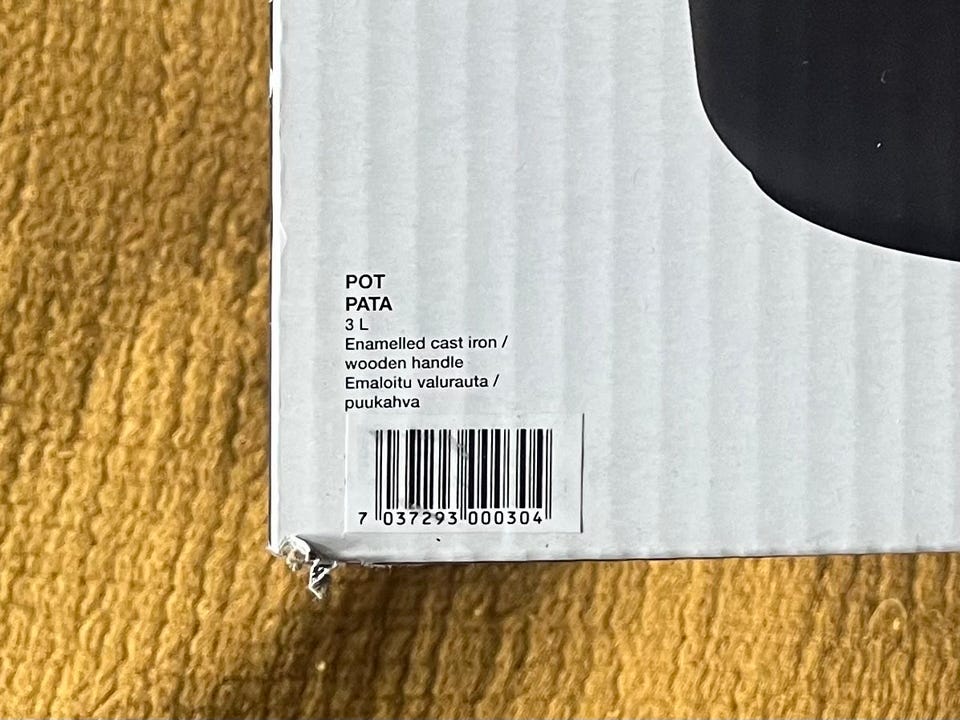 POT
PATA
3 L
Enamelled cast iron /
wooden handle
Emaloitu valurauta /
puukahva
7 037293 000304